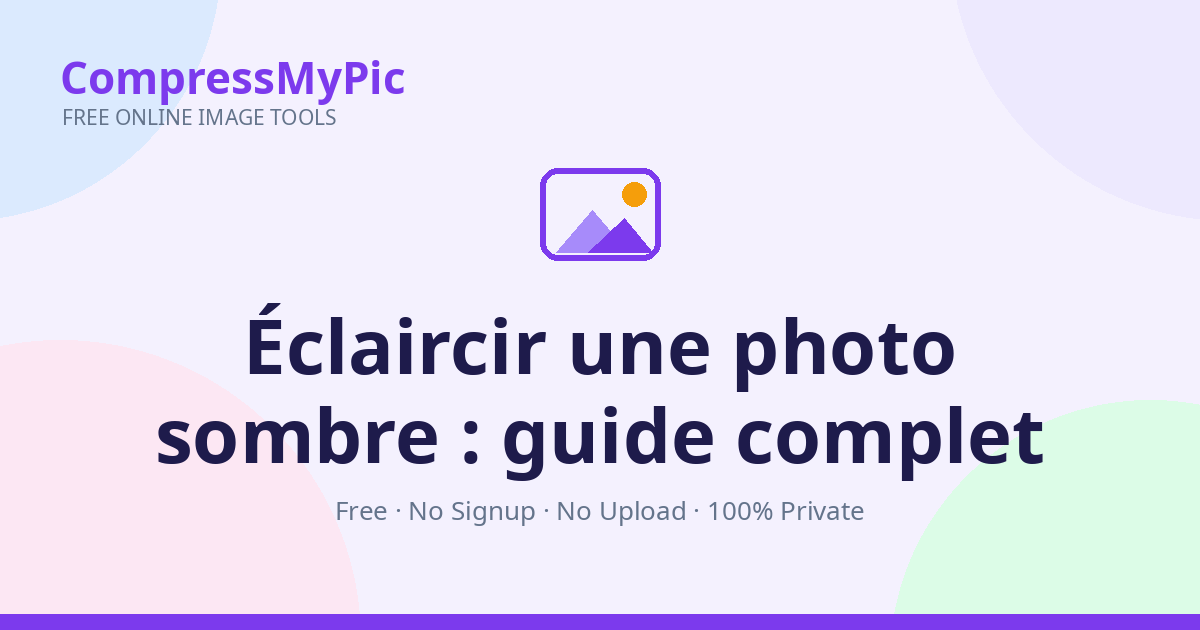 CompressMyPic
FREE ONLINE IMAGE TOOLS
Éclaircir une photo
sombre : guide complet
Free · No Signup · No Upload · 100% Private